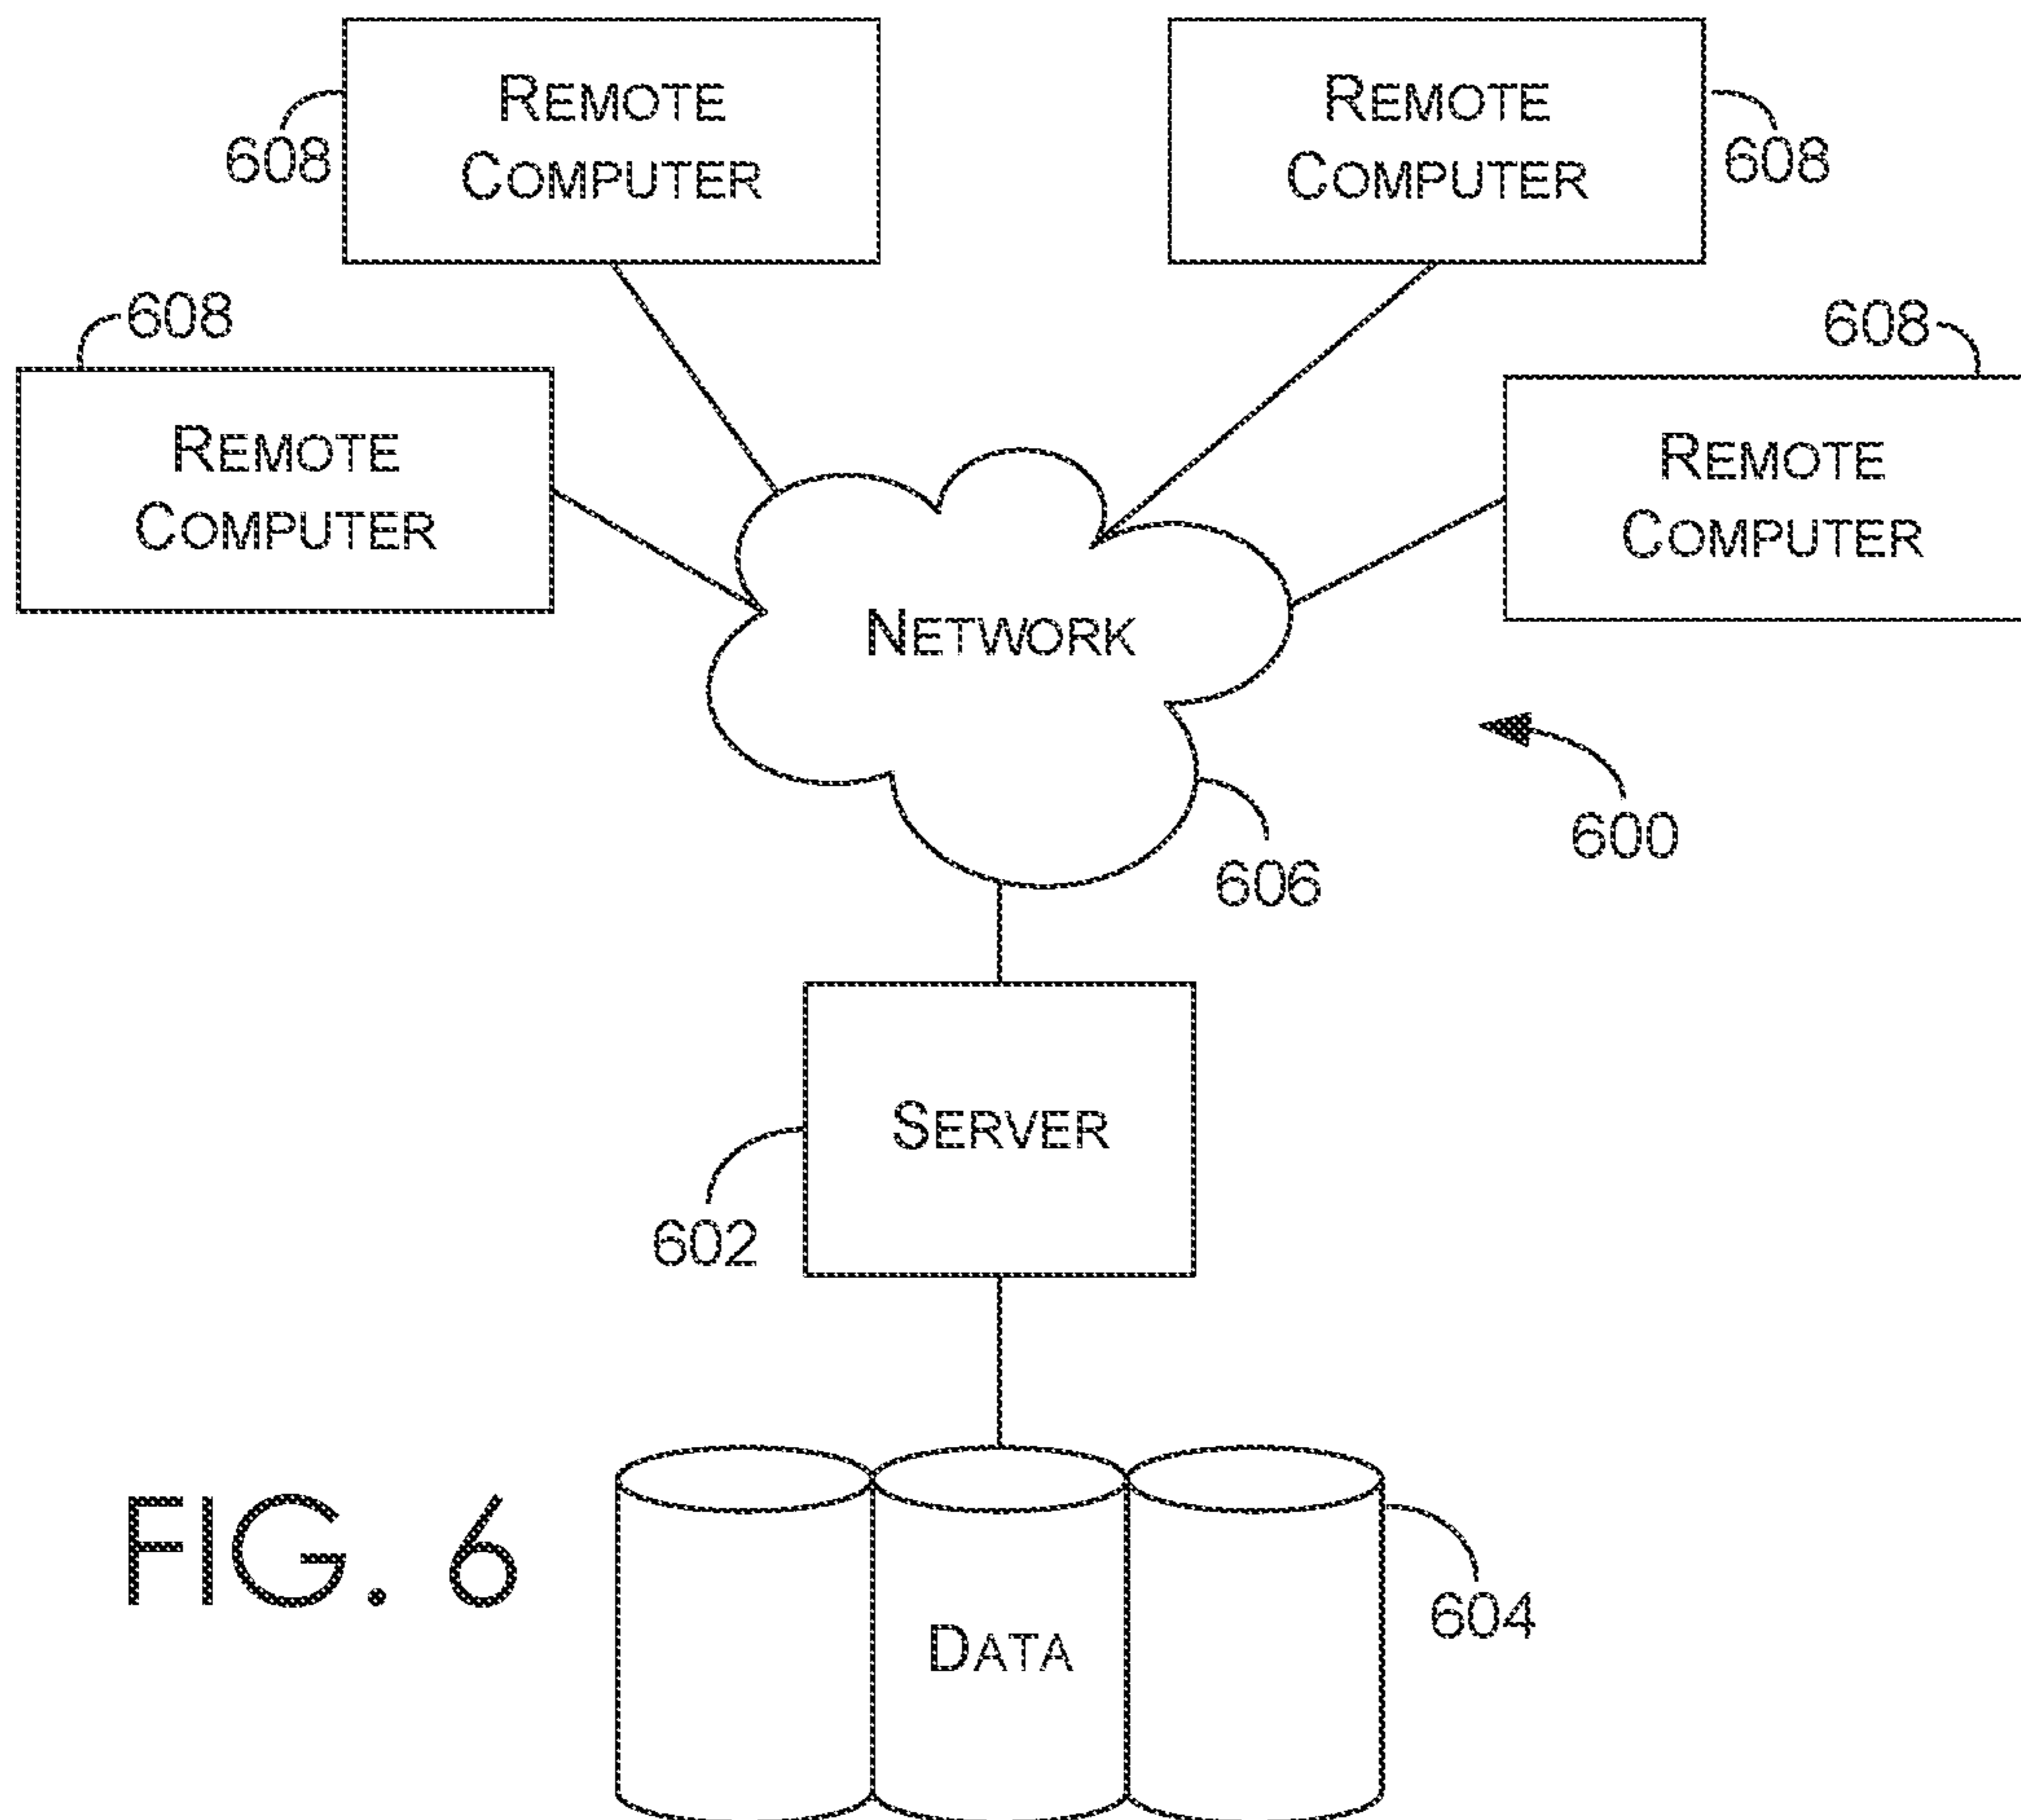 REMOTE
COMPUTER
608
REMOTE
COMPUTER
608
608
REMOTE
COMPUTER
608
REMOTE
COMPUTER
NETWORK
600
606
SERVER
602
FIG. 6
DATA
604